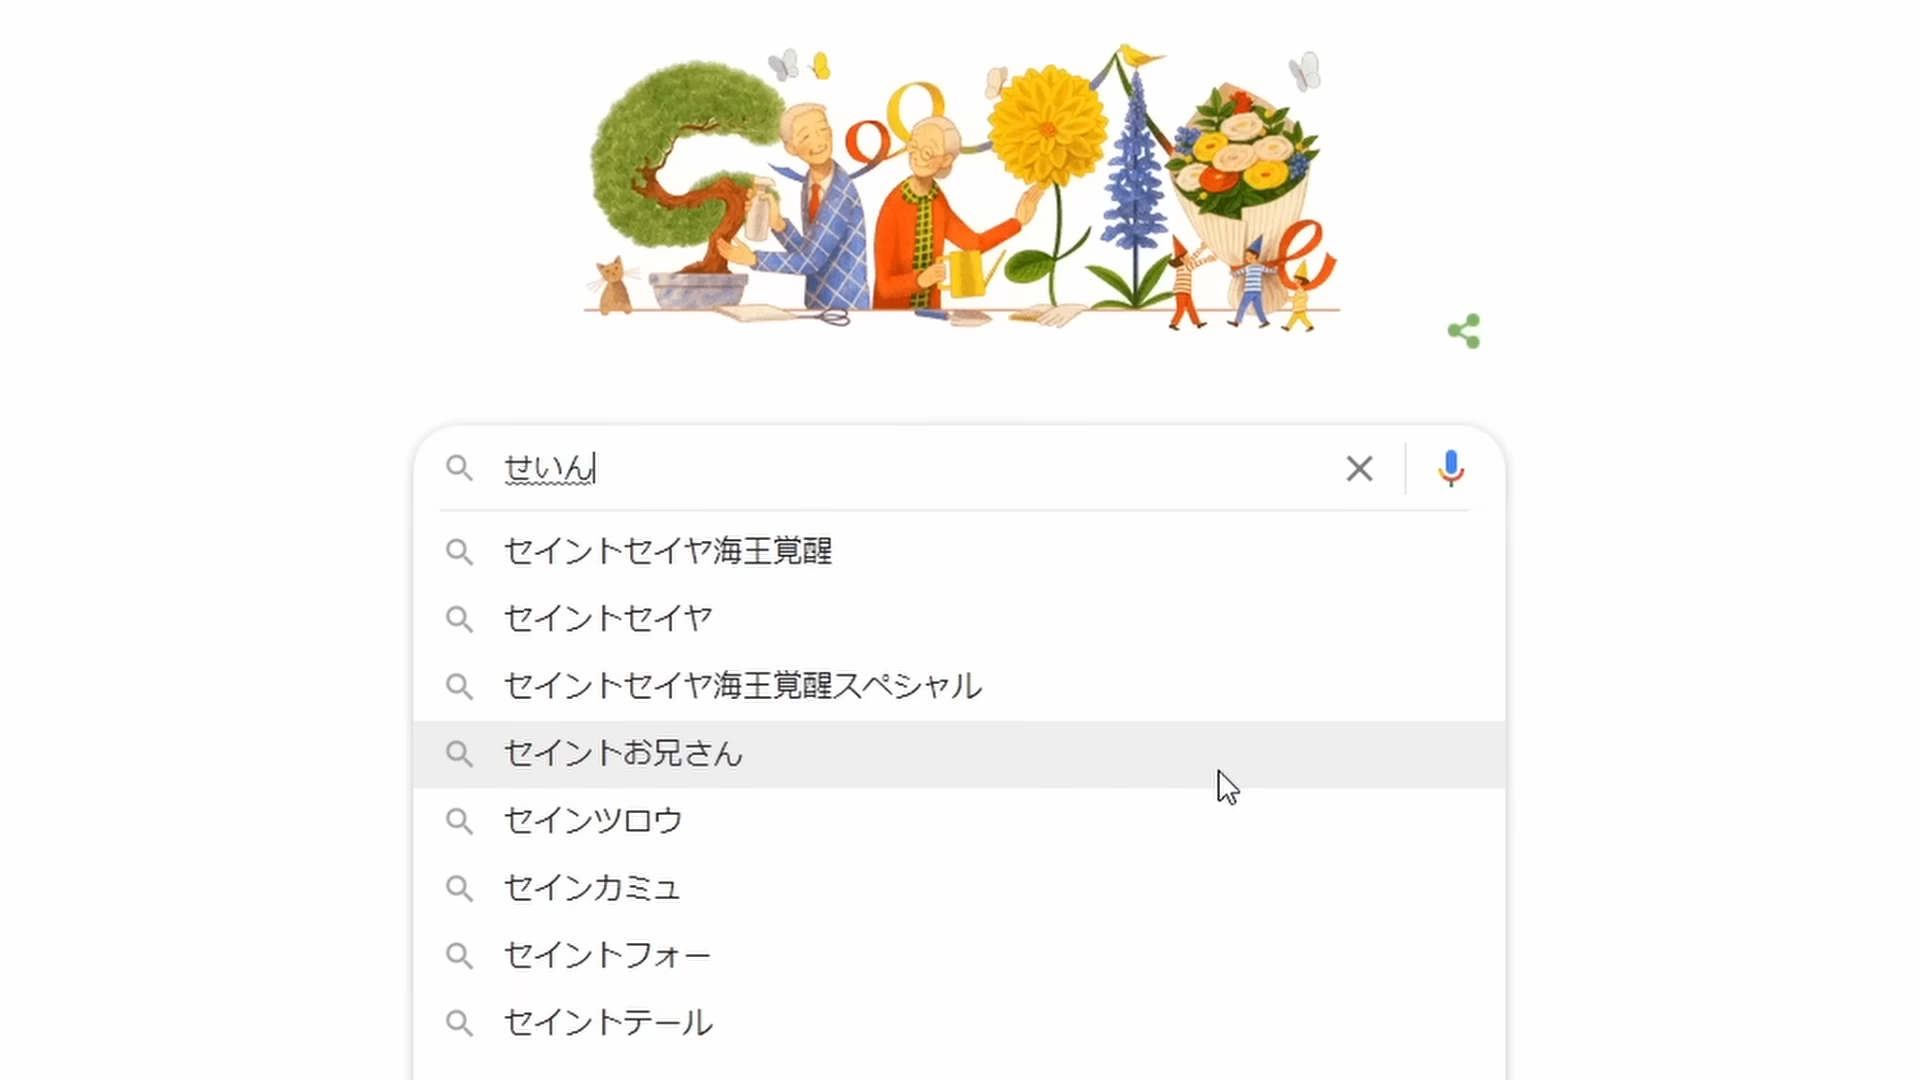 せいん
セイントセイヤ海王覚醒
セイントセイヤ
セイントセイヤ海王覚醒スペシャル
セイントお兄さん
セインツロウ
セインカミュ
セイントフォー
セイントテール